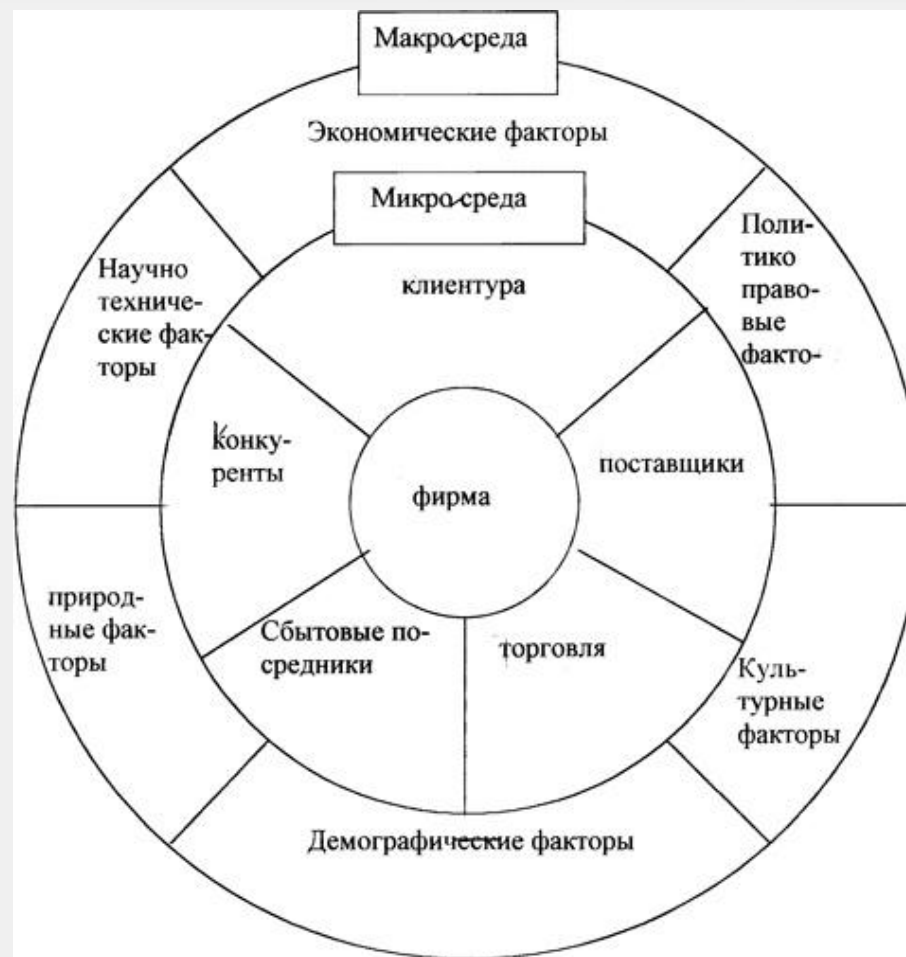 Макро-среда
Экономические факторы
Микро-среда
клиентура
Научно
техниче-
ские фак-
торы
Поли-
тико
право-
вые
факто-
конку-
ренты
фирма
поставщики
природ-
ные фак-
торы
Сбытовые по-
средники
торговля
Куль-
турные
факторы
Демографические факторы